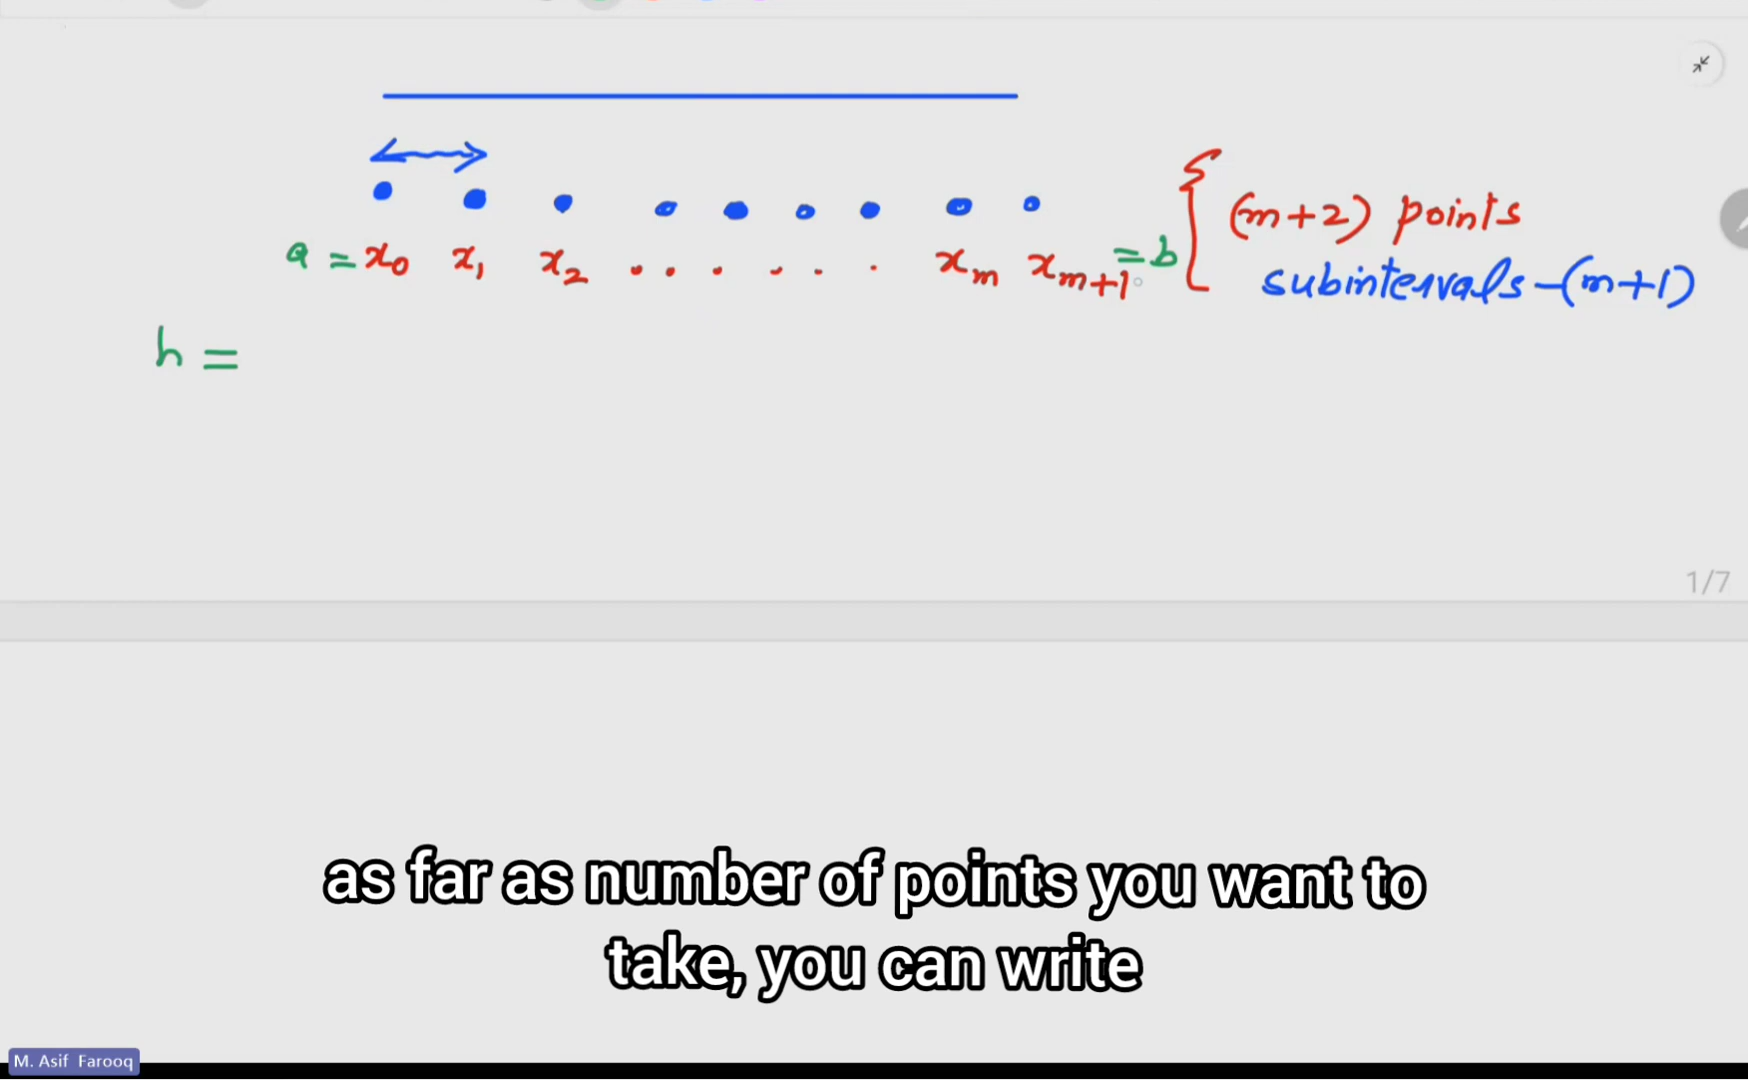 a = x₀ x₁ x₂ . . . . . . xₘ xₘ₊₁ = b
(m+2) points
subintervals - (m+1)
h =
1/7
as far as number of points you want to
take, you can write
M. Asif Farooq